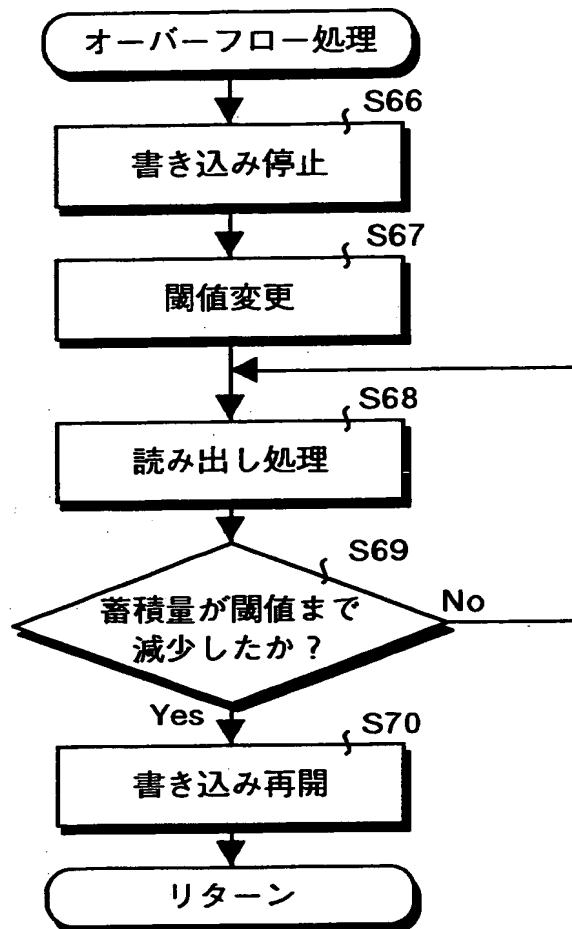 オーバーフロー処理
S66
書き込み停止
S67
閾値変更
S68
読み出し処理
S69
蓄積量が閾値まで
減少したか？
No
Yes
S70
書き込み再開
リターン